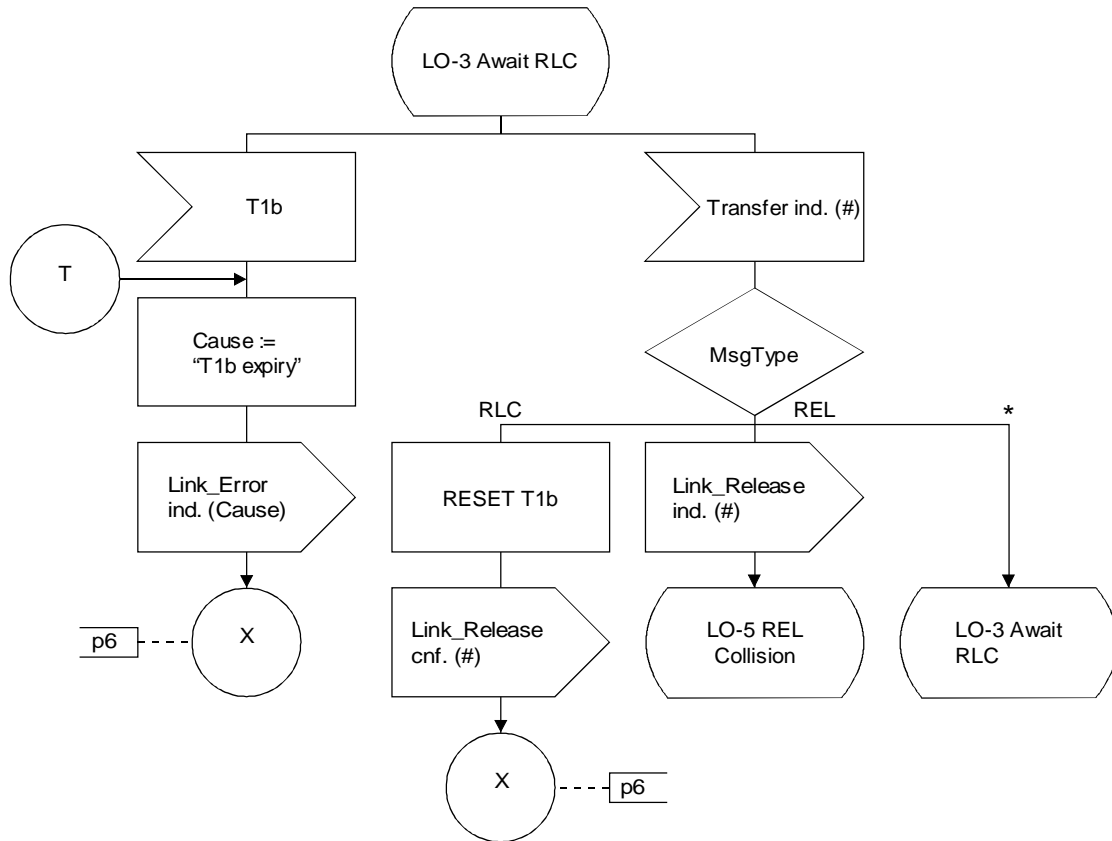 LO-3 Await RLC
T1b
Transfer ind. (#)
T
Cause :=
“T1b expiry”
MsgType
RLC
REL
*
Link_Error
ind. (Cause)
RESET T1b
Link_Release
ind. (#)
p6
X
Link_Release
cnf. (#)
LO-5 REL
Collision
LO-3 Await
RLC
X
p6